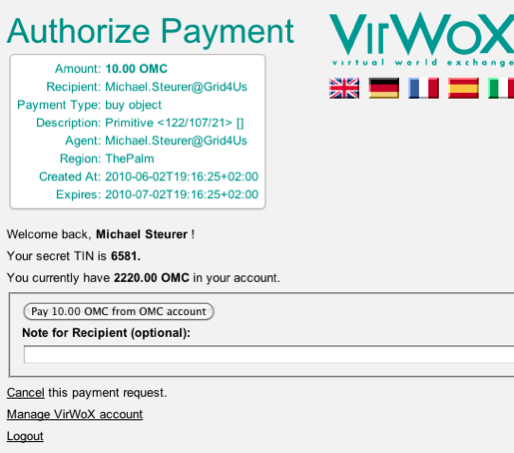 Authorize Payment
VirWoX
virtual world exchange
Amount: 10.00 OMC
Recipient: Michael.Steurer@Grid4Us
Payment Type: buy object
Description: Primitive <122/107/21> []
Agent: Michael.Steurer@Grid4Us
Region: ThePalm
Created At: 2010-06-02T19:16:25+02:00
Expires: 2010-07-02T19:16:25+02:00
Welcome back, Michael Steurer !
Your secret TIN is 6581.
You currently have 2220.00 OMC in your account.
Pay 10.00 OMC from OMC account
Note for Recipient (optional):
Cancel this payment request.
Manage VirWoX account
Logout